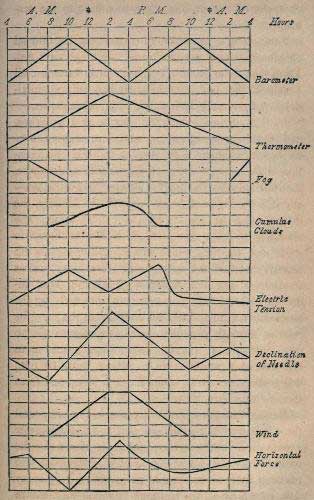 A. M. * P. M. * A. M.
4 6 8 10 12 2 4 6 8 10 12 2 4 Hours
Barometer
Thermometer
Fog
Cumulus
Clouds
Electric
Tension
Declination
of Needle
Wind
Horizontal
Force